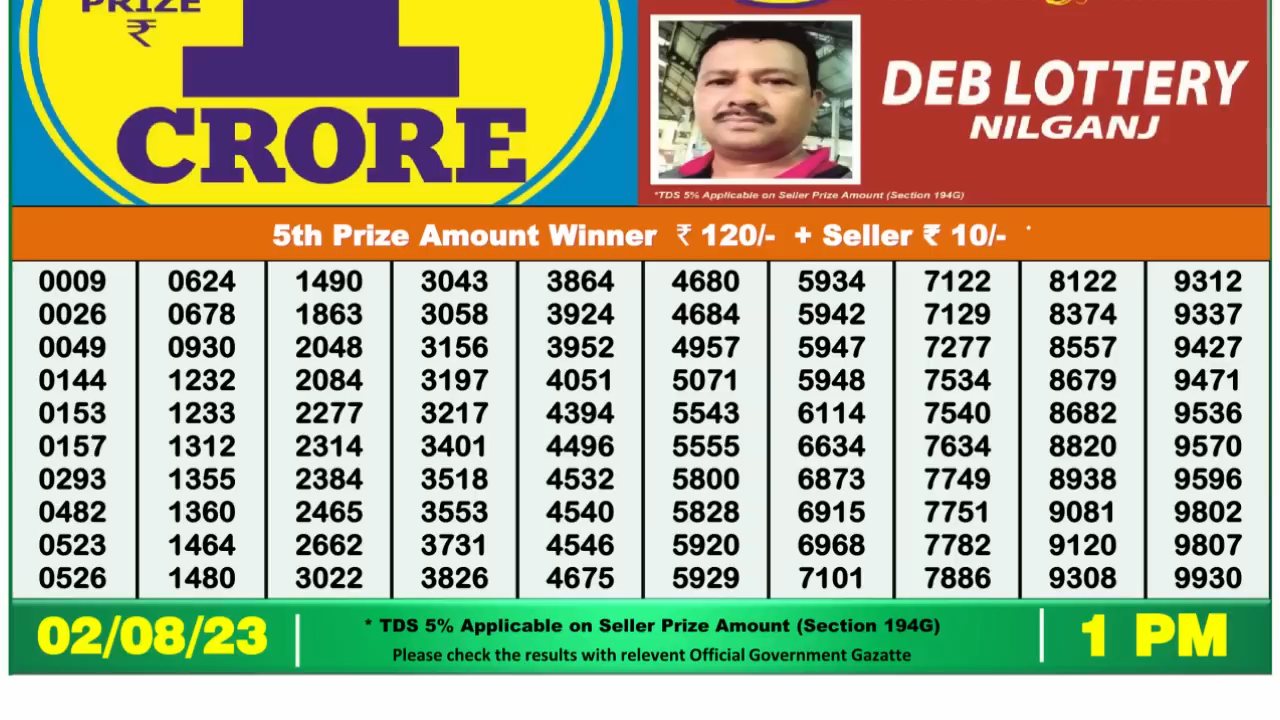 PRIZE
₹
1
CRORE
DEB LOTTERY
NILGANJ
*TDS 5% Applicable on Seller Prize Amount (Section 194G)
5th Prize Amount Winner ₹ 120/- + Seller ₹ 10/- *
0009 0624 1490 3043 3864 4680 5934 7122 8122 9312
0026 0678 1863 3058 3924 4684 5942 7129 8374 9337
0049 0930 2048 3156 3952 4957 5947 7277 8557 9427
0144 1232 2084 3197 4051 5071 5948 7534 8679 9471
0153 1233 2277 3217 4394 5543 6114 7540 8682 9536
0157 1312 2314 3401 4496 5555 6634 7634 8820 9570
0293 1355 2384 3518 4532 5800 6873 7749 8938 9596
0482 1360 2465 3553 4540 5828 6915 7751 9081 9802
0523 1464 2662 3731 4546 5920 6968 7782 9120 9807
0526 1480 3022 3826 4675 5929 7101 7886 9308 9930
02/08/23
* TDS 5% Applicable on Seller Prize Amount (Section 194G)
Please check the results with relevent Official Government Gazatte
1 PM